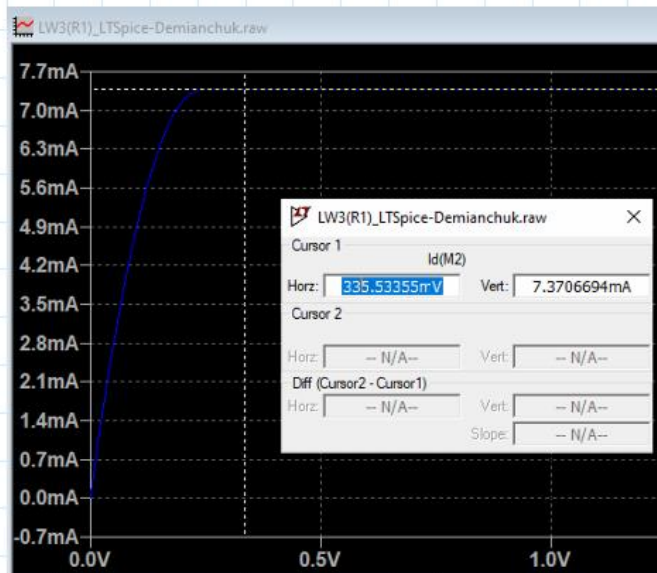 LW3(R1)_LTSpice-Demianchuk.raw
7.7mA
7.0mA
6.3mA
5.6mA
4.9mA
4.2mA
3.5mA
2.8mA
2.1mA
1.4mA
0.7mA
0.0mA
-0.7mA
0.0V 0.5V 1.0V
LW3(R1)_LTSpice-Demianchuk.raw
Cursor 1
Id(M2)
Horz: 335.53355mV Vert: 7.3706694mA
Cursor 2
Horz: -- N/A-- Vert: -- N/A--
Diff (Cursor2 - Cursor1)
Horz: -- N/A-- Vert: -- N/A--
Slope: -- N/A--